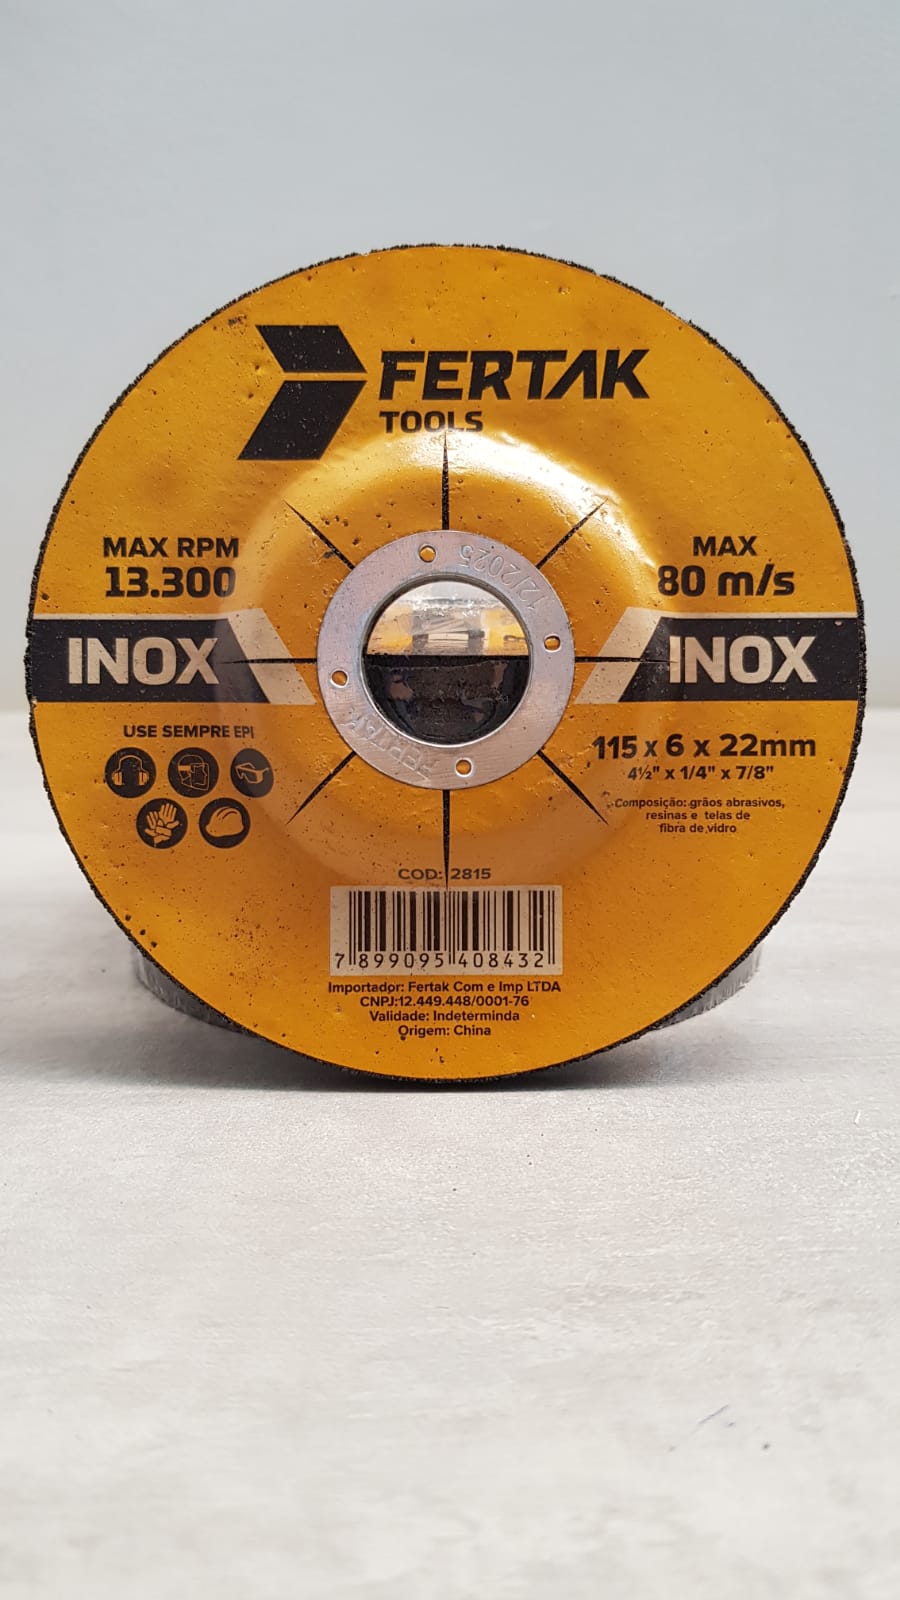 FERTAK
TOOLS
MAX RPM
13.300
MAX
80 m/s
12/2025
INOX
INOX
FERTAK
USE SEMPRE EPI
115 x 6 x 22mm
4½" x 1/4" x 7/8"
Composição: grãos abrasivos,
resinas e telas de
fibra de vidro
COD: 2815
7 899095 408432
Importador: Fertak Com e Imp LTDA
CNPJ:12.449.448/0001-76
Validade: Indeterminda
Origem: China